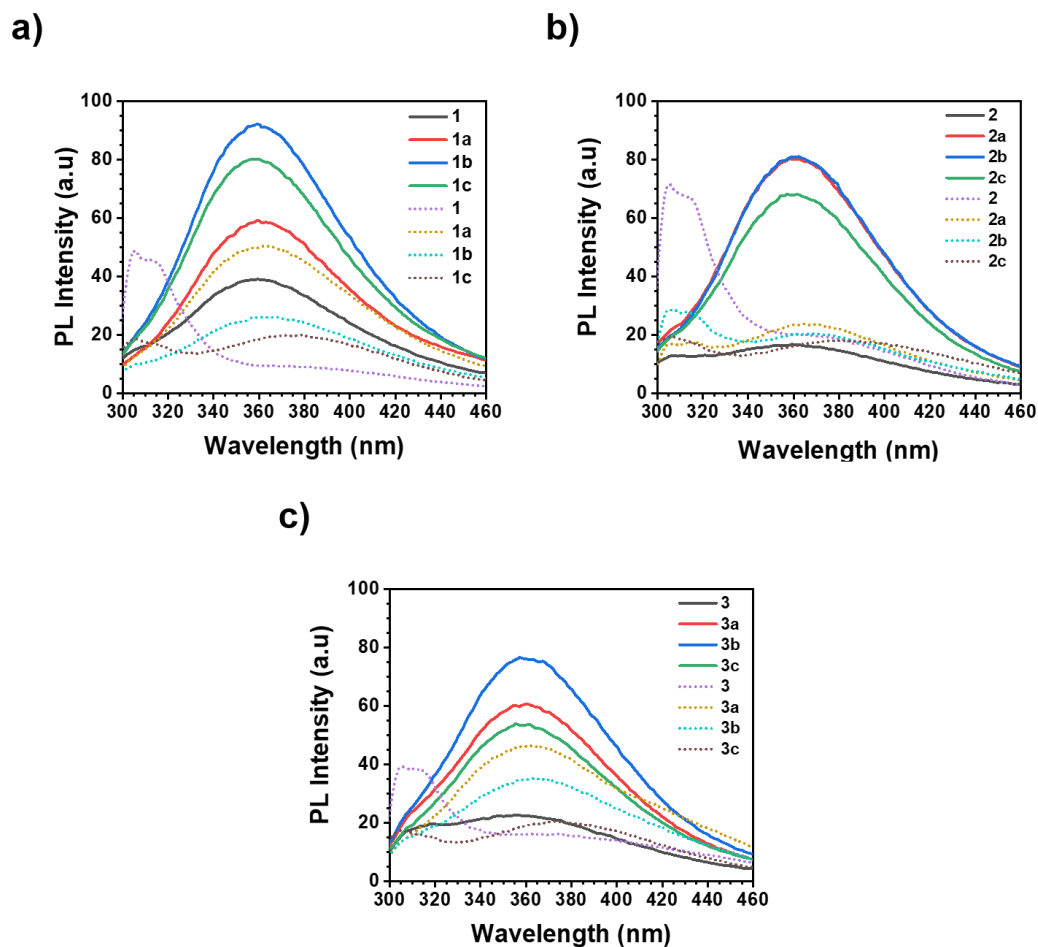 a)
100
80
60
40
20
0
PL Intensity (a.u)
300 320 340 360 380 400 420 440 460
Wavelength (nm)
1
1a
1b
1c
1
1a
1b
1c
b)
100
80
60
40
20
0
PL Intensity (a.u)
300 320 340 360 380 400 420 440 460
Wavelength (nm)
2
2a
2b
2c
2
2a
2b
2c
c)
100
80
60
40
20
0
PL Intensity (a.u)
300 320 340 360 380 400 420 440 460
Wavelength (nm)
3
3a
3b
3c
3
3a
3b
3c